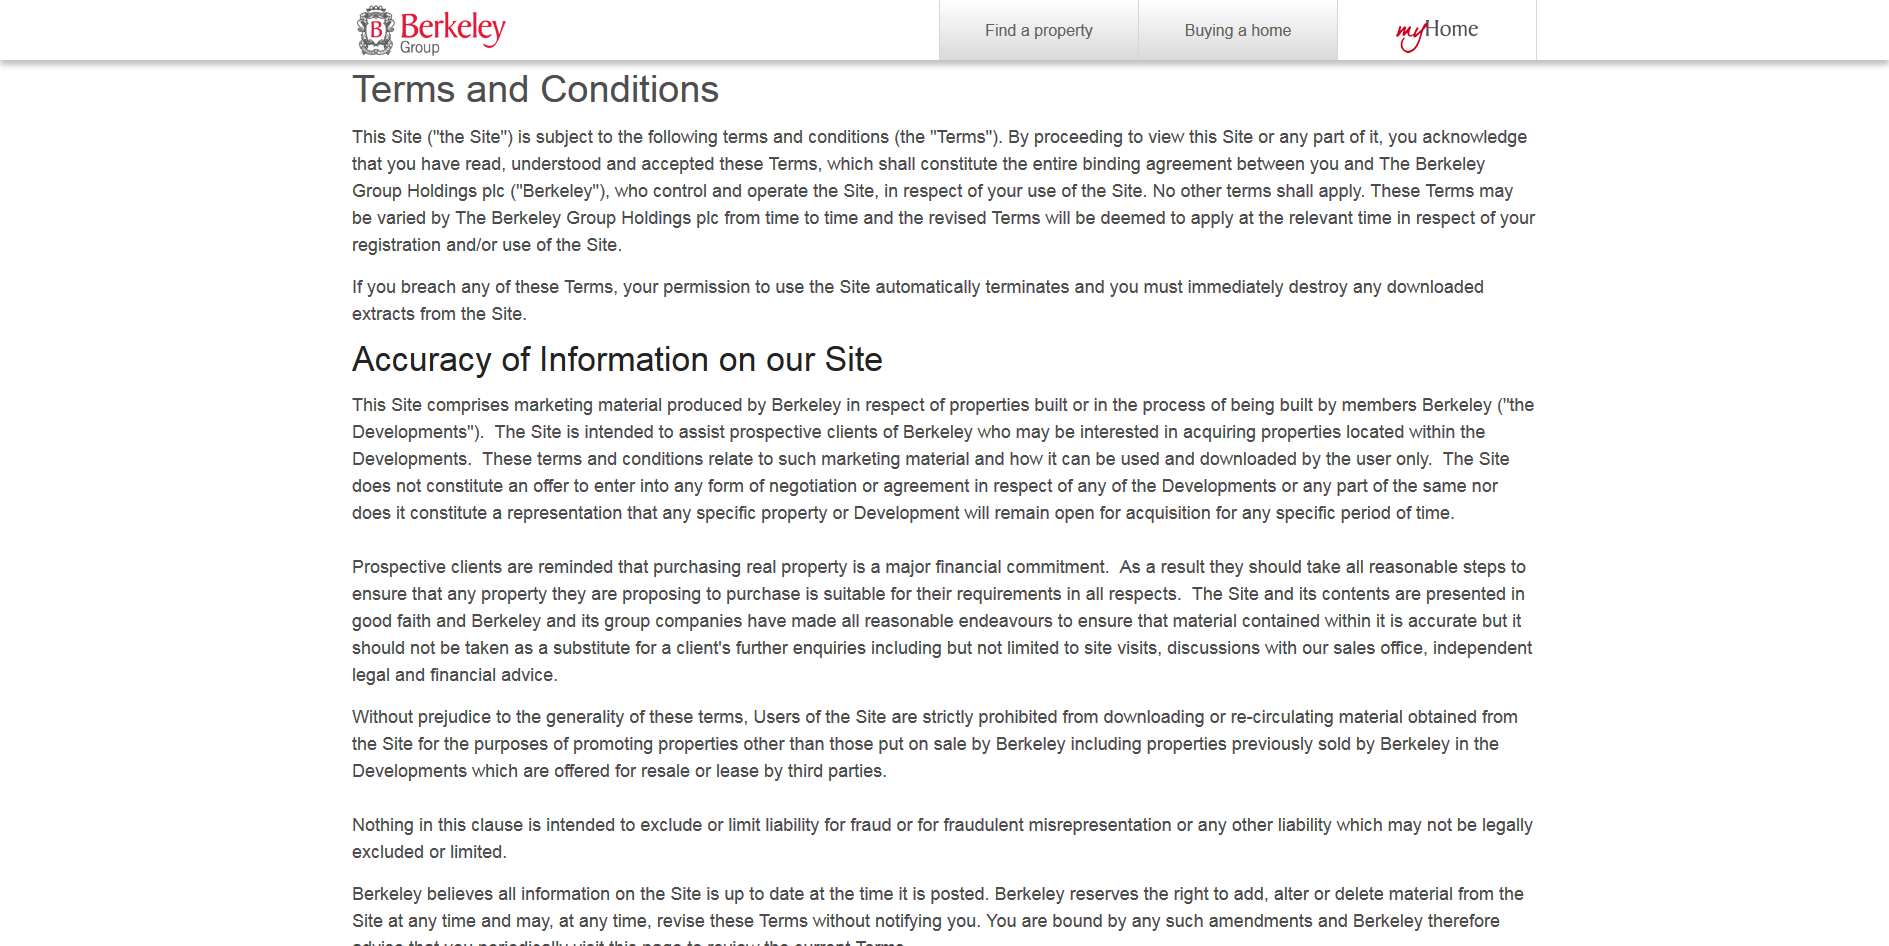 B Berkeley
Group
Find a property
Buying a home
myHome
Terms and Conditions
This Site ("the Site") is subject to the following terms and conditions (the "Terms"). By proceeding to view this Site or any part of it, you acknowledge
that you have read, understood and accepted these Terms, which shall constitute the entire binding agreement between you and The Berkeley
Group Holdings plc ("Berkeley"), who control and operate the Site, in respect of your use of the Site. No other terms shall apply. These Terms may
be varied by The Berkeley Group Holdings plc from time to time and the revised Terms will be deemed to apply at the relevant time in respect of your
registration and/or use of the Site.
If you breach any of these Terms, your permission to use the Site automatically terminates and you must immediately destroy any downloaded
extracts from the Site.
Accuracy of Information on our Site
This Site comprises marketing material produced by Berkeley in respect of properties built or in the process of being built by members Berkeley ("the
Developments").  The Site is intended to assist prospective clients of Berkeley who may be interested in acquiring properties located within the
Developments.  These terms and conditions relate to such marketing material and how it can be used and downloaded by the user only.  The Site
does not constitute an offer to enter into any form of negotiation or agreement in respect of any of the Developments or any part of the same nor
does it constitute a representation that any specific property or Development will remain open for acquisition for any specific period of time.
Prospective clients are reminded that purchasing real property is a major financial commitment.  As a result they should take all reasonable steps to
ensure that any property they are proposing to purchase is suitable for their requirements in all respects.  The Site and its contents are presented in
good faith and Berkeley and its group companies have made all reasonable endeavours to ensure that material contained within it is accurate but it
should not be taken as a substitute for a client's further enquiries including but not limited to site visits, discussions with our sales office, independent
legal and financial advice.
Without prejudice to the generality of these terms, Users of the Site are strictly prohibited from downloading or re-circulating material obtained from
the Site for the purposes of promoting properties other than those put on sale by Berkeley including properties previously sold by Berkeley in the
Developments which are offered for resale or lease by third parties.
Nothing in this clause is intended to exclude or limit liability for fraud or for fraudulent misrepresentation or any other liability which may not be legally
excluded or limited.
Berkeley believes all information on the Site is up to date at the time it is posted. Berkeley reserves the right to add, alter or delete material from the
Site at any time and may, at any time, revise these Terms without notifying you. You are bound by any such amendments and Berkeley therefore
advise that you periodically visit this page to review the current Terms.